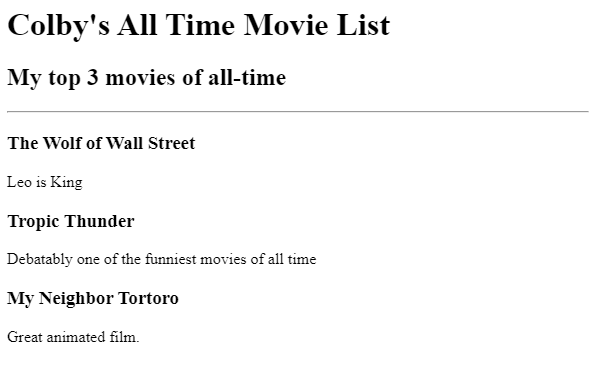 Colby's All Time Movie List
My top 3 movies of all-time
The Wolf of Wall Street
Leo is King
Tropic Thunder
Debatably one of the funniest movies of all time
My Neighbor Tortoro
Great animated film.